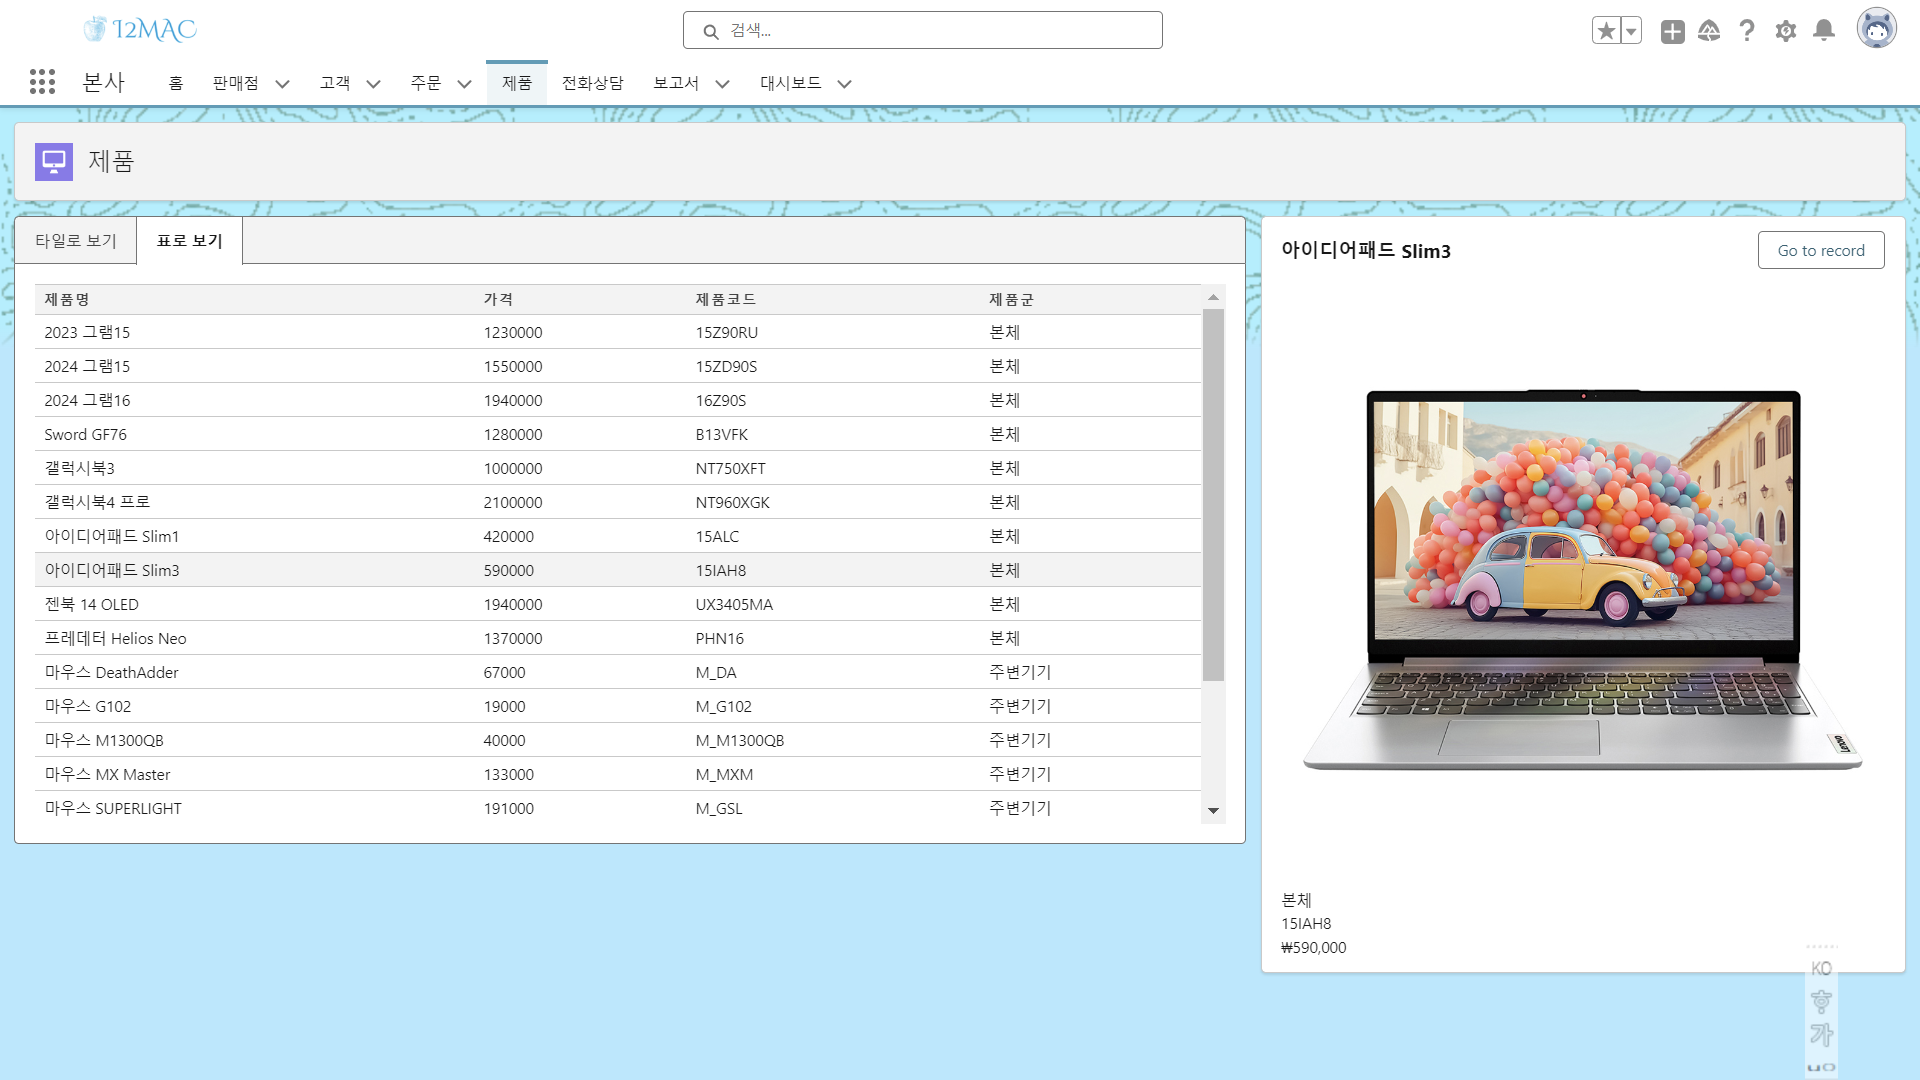 I2MAC
검색...
본사
홈
판매점
고객
주문
제품
전화상담
보고서
대시보드
제품
타일로 보기
표로 보기
제품명 가격 제품코드 제품군
2023 그램15 1230000 15Z90RU 본체
2024 그램15 1550000 15ZD90S 본체
2024 그램16 1940000 16Z90S 본체
Sword GF76 1280000 B13VFK 본체
갤럭시북3 1000000 NT750XFT 본체
갤럭시북4 프로 2100000 NT960XGK 본체
아이디어패드 Slim1 420000 15ALC 본체
아이디어패드 Slim3 590000 15IAH8 본체
젠북 14 OLED 1940000 UX3405MA 본체
프레데터 Helios Neo 1370000 PHN16 본체
마우스 DeathAdder 67000 M_DA 주변기기
마우스 G102 19000 M_G102 주변기기
마우스 M1300QB 40000 M_M1300QB 주변기기
마우스 MX Master 133000 M_MXM 주변기기
마우스 SUPERLIGHT 191000 M_GSL 주변기기
아이디어패드 Slim3
Go to record
Lenovo
본체
15IAH8
₩590,000
KO
가